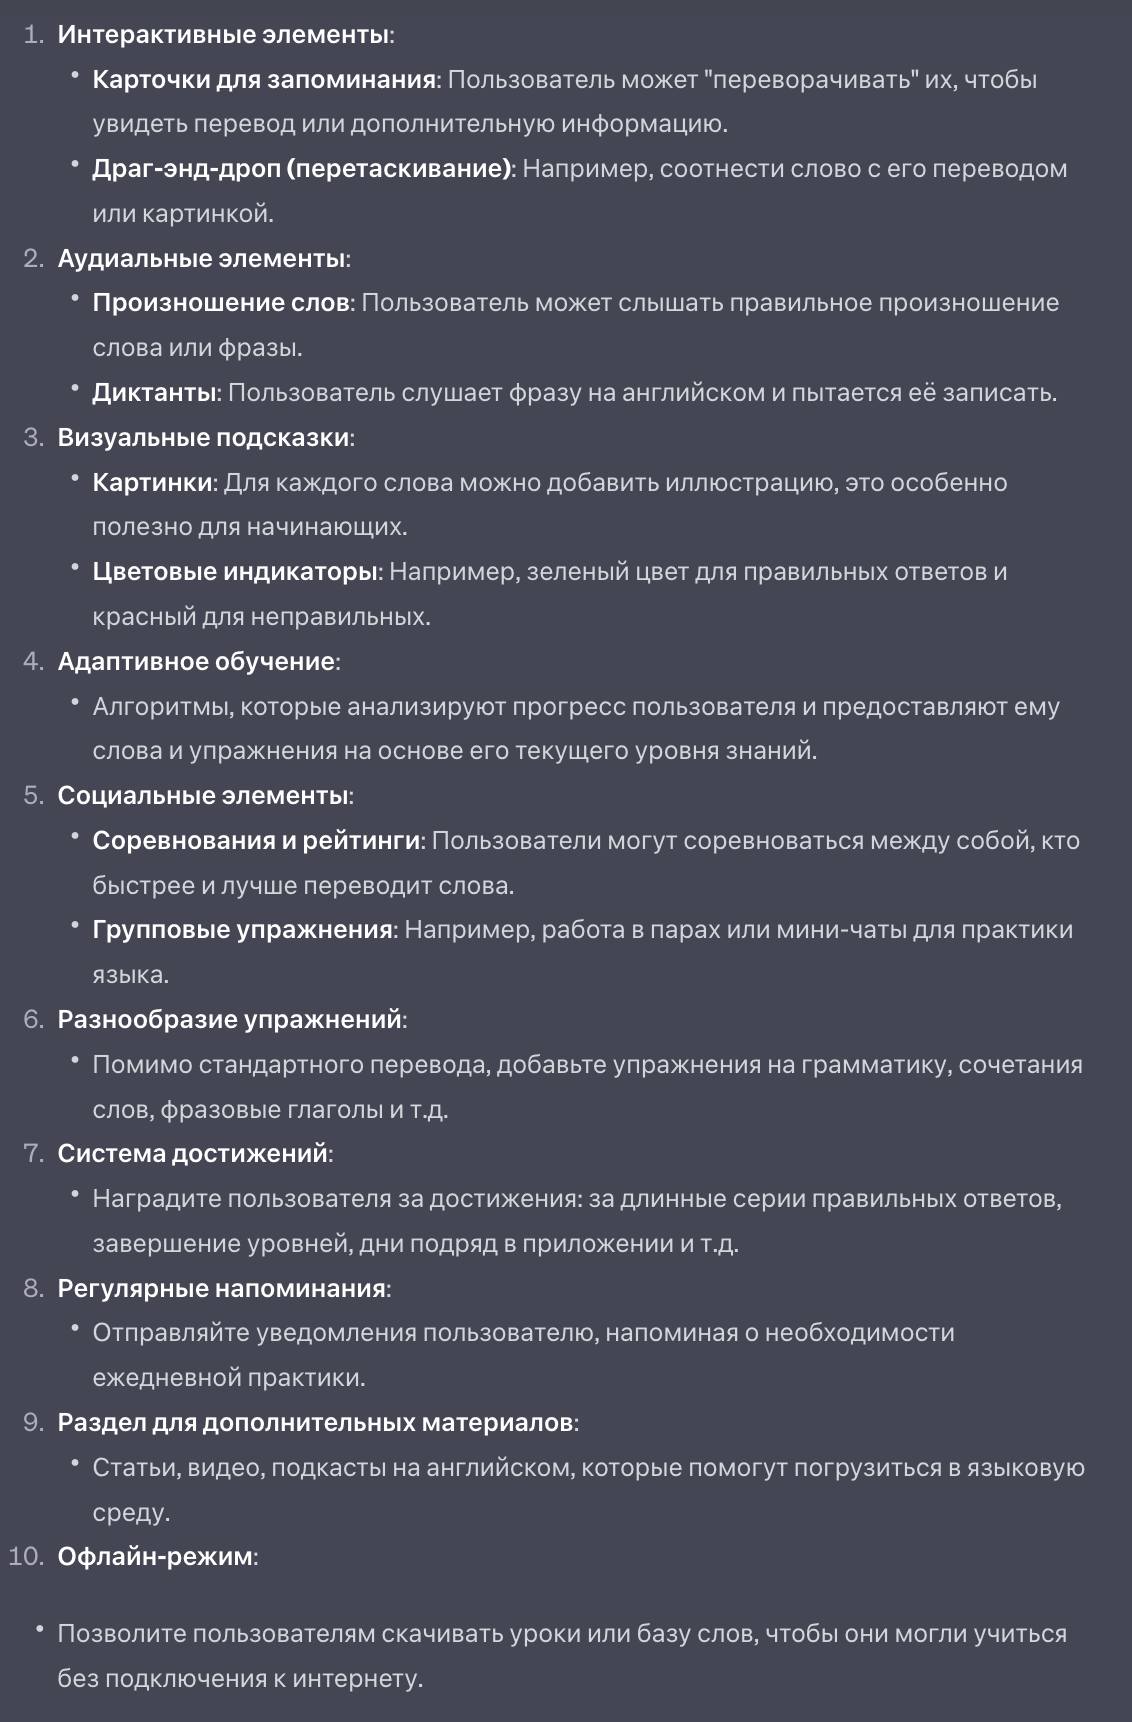 1. Интерактивные элементы:
• Карточки для запоминания: Пользователь может "переворачивать" их, чтобы
увидеть перевод или дополнительную информацию.
• Драг-энд-дроп (перетаскивание): Например, соотнести слово с его переводом
или картинкой.
2. Аудиальные элементы:
• Произношение слов: Пользователь может слышать правильное произношение
слова или фразы.
• Диктанты: Пользователь слушает фразу на английском и пытается её записать.
3. Визуальные подсказки:
• Картинки: Для каждого слова можно добавить иллюстрацию, это особенно
полезно для начинающих.
• Цветовые индикаторы: Например, зеленый цвет для правильных ответов и
красный для неправильных.
4. Адаптивное обучение:
• Алгоритмы, которые анализируют прогресс пользователя и предоставляют ему
слова и упражнения на основе его текущего уровня знаний.
5. Социальные элементы:
• Соревнования и рейтинги: Пользователи могут соревноваться между собой, кто
быстрее и лучше переводит слова.
• Групповые упражнения: Например, работа в парах или мини-чаты для практики
языка.
6. Разнообразие упражнений:
• Помимо стандартного перевода, добавьте упражнения на грамматику, сочетания
слов, фразовые глаголы и т.д.
7. Система достижений:
• Наградите пользователя за достижения: за длинные серии правильных ответов,
завершение уровней, дни подряд в приложении и т.д.
8. Регулярные напоминания:
• Отправляйте уведомления пользователю, напоминая о необходимости
ежедневной практики.
9. Раздел для дополнительных материалов:
• Статьи, видео, подкасты на английском, которые помогут погрузиться в языковую
среду.
10. Офлайн-режим:
• Позволите пользователям скачивать уроки или базу слов, чтобы они могли учиться
без подключения к интернету.